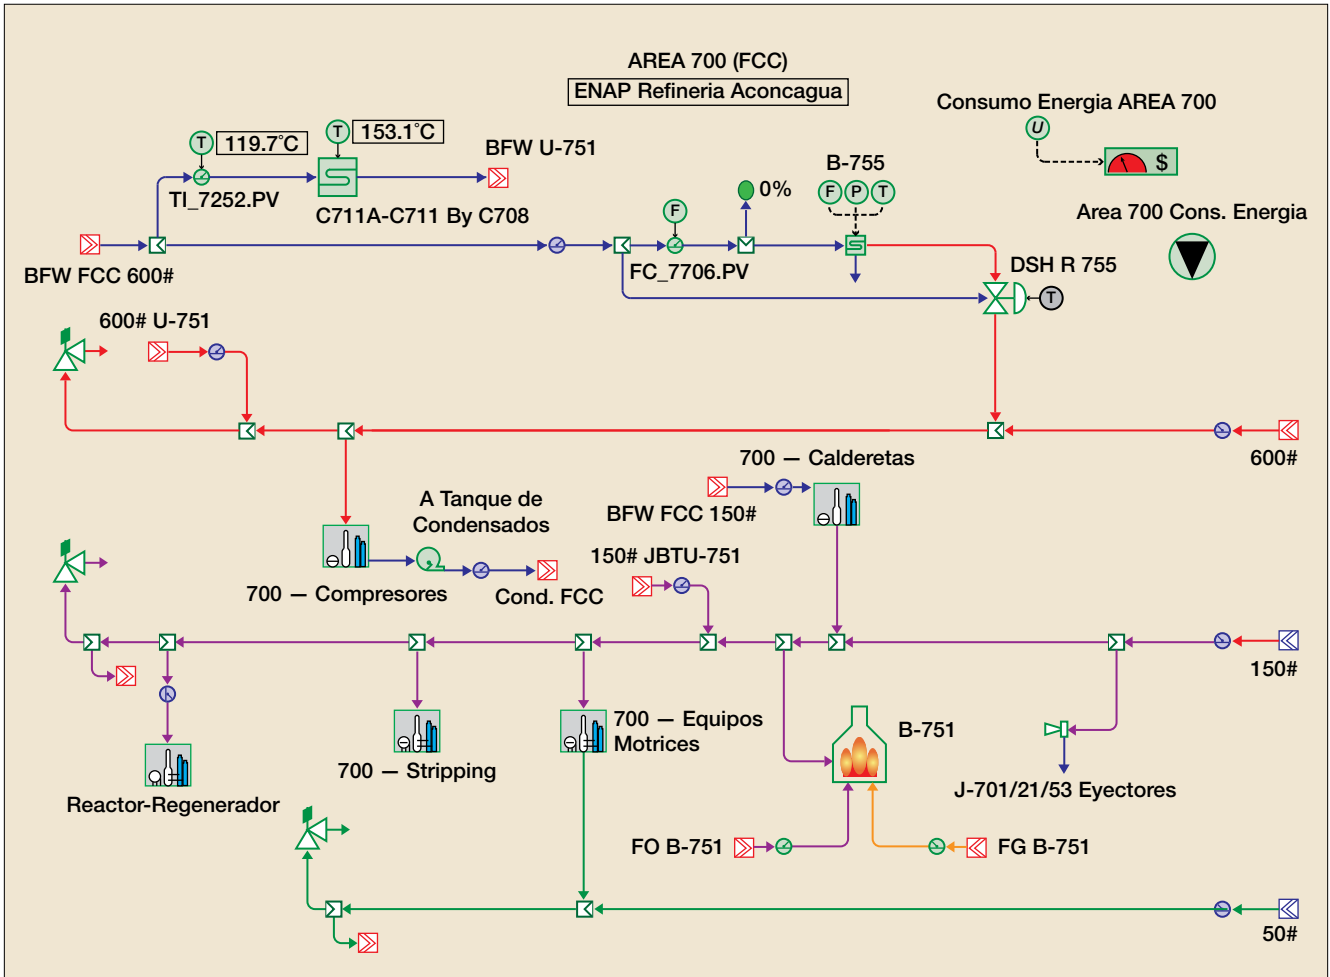 AREA 700 (FCC)
ENAP Refineria Aconcagua
Consumo Energia AREA 700
U
$
T
119.7°C
T
153.1°C
BFW U-751
B-755
F
P
T
0%
F
TI_7252.PV
C711A-C711 By C708
Area 700 Cons. Energia
BFW FCC 600#
FC_7706.PV
DSH R 755
T
600# U-751
600#
700 — Calderetas
A Tanque de
Condensados
BFW FCC 150#
150# JBTU-751
700 — Compresores
Cond. FCC
150#
700 — Equipos
Motrices
B-751
700 — Stripping
J-701/21/53 Eyectores
Reactor-Regenerador
FO B-751
FG B-751
50#